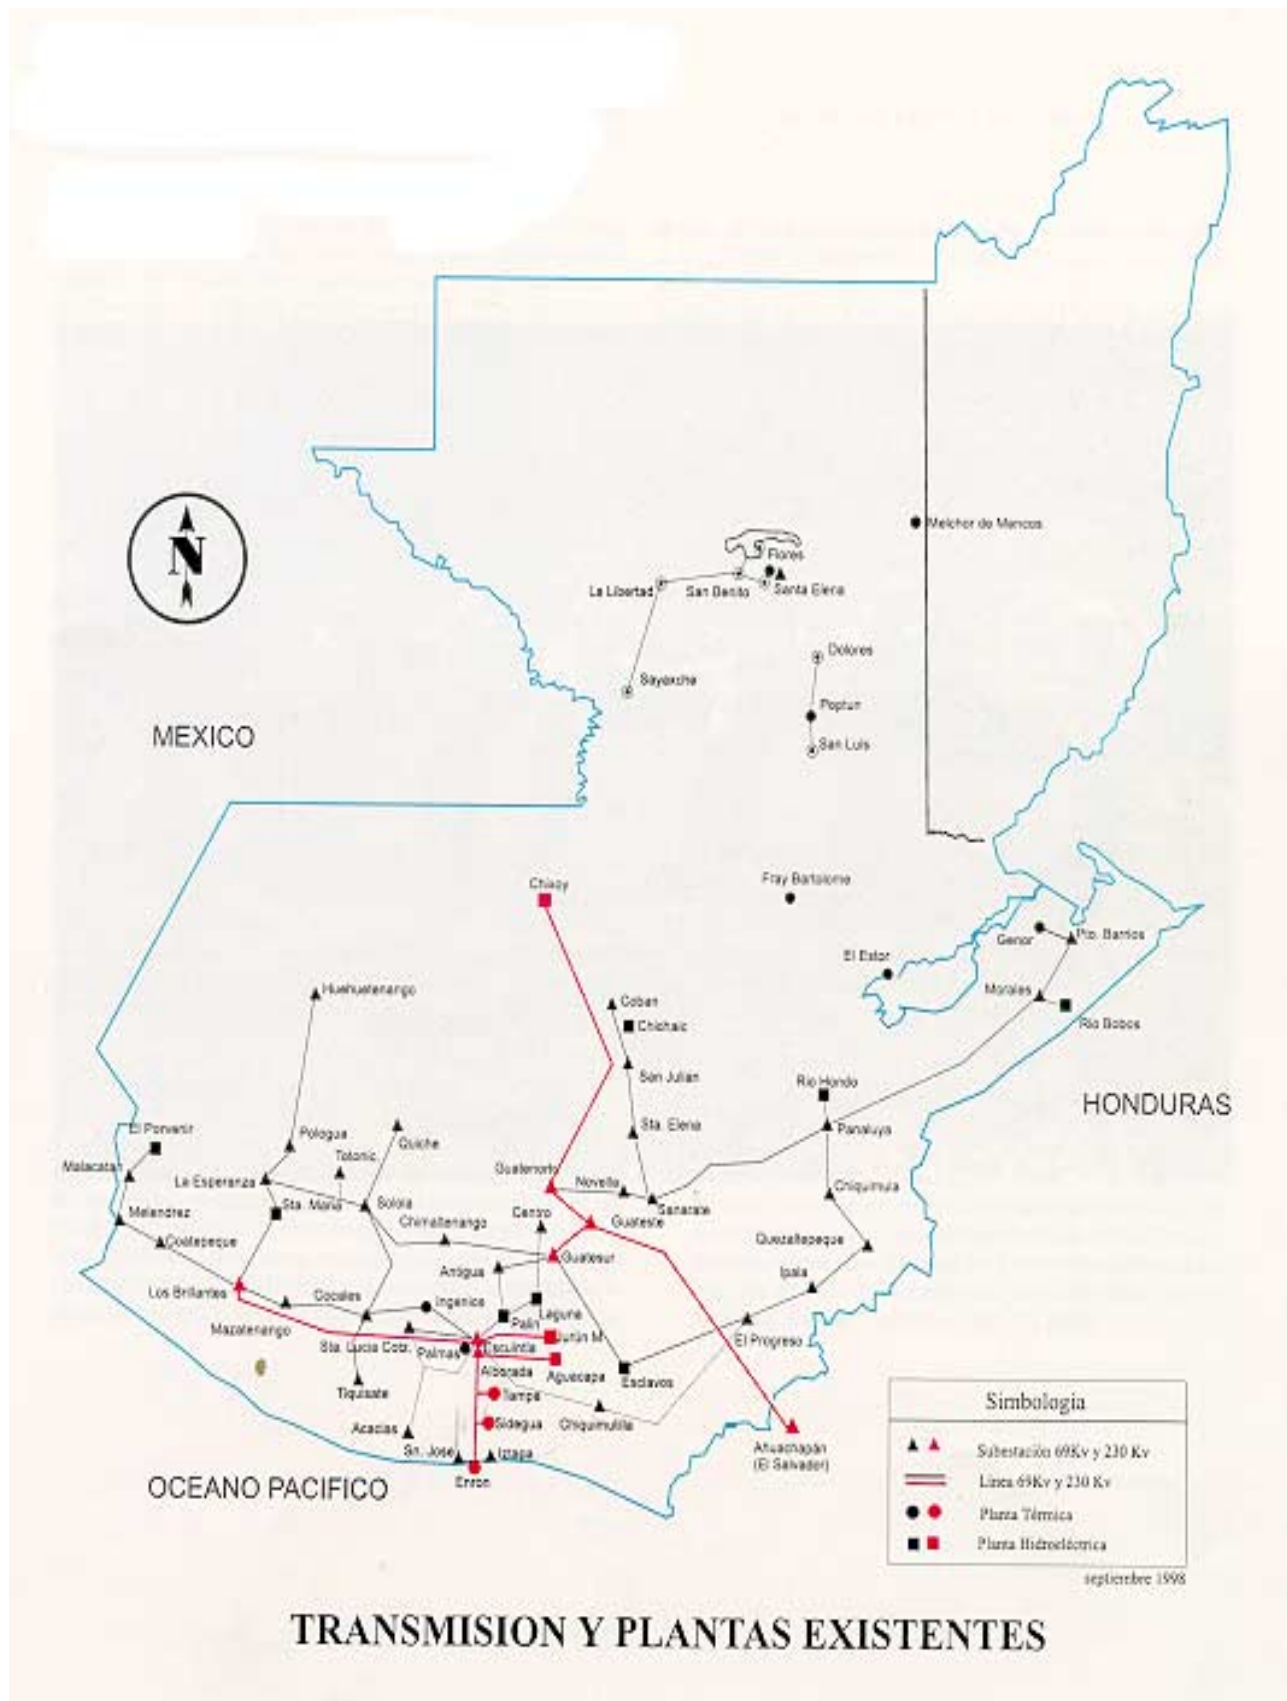 N
Melchor de Mencos
Flores
La Libertad
San Benito
Santa Elena
Dolores
Sayaxche
Poptun
San Luis
MEXICO
Fray Bartolome
Chixoy
Genor
Pto. Barrios
El Estor
Morales
Rio Bobos
Huehuetenango
Coban
Chichaic
San Julian
Rio Hondo
HONDURAS
El Porvenir
Pologua
Quiche
Sta. Elena
Panaluya
Totonic.
Malacatan
La Esperanza
Guatenorte
Novella
Chiquimula
Sta. Maria
Solola
Sanarate
Melendrez
Chimaltenango
Centro
Guateste
Coatepeque
Quezaltepeque
Guatesur
Antigua
Ipala
Los Brillantes
Cocales
Ingenios
Laguna
Palin
Mazatenango
Jurún M.
El Progreso
Sta. Lucia Cotz.
Palmas
Escuintla
Alborada
Aguacapa
Esclavos
Tiquisate
Tampa
Acacias
Sidegua
Chiquimulilla
Sn. Jose
Iztapa
Enron
Ahuachapán
(El Salvador)
OCEANO PACIFICO
Simbologia
Subestación 69Kv y 230 Kv
Linea 69Kv y 230 Kv
Planta Térmica
Planta Hidroeléctrica
septiembre 1998
TRANSMISION Y PLANTAS EXISTENTES